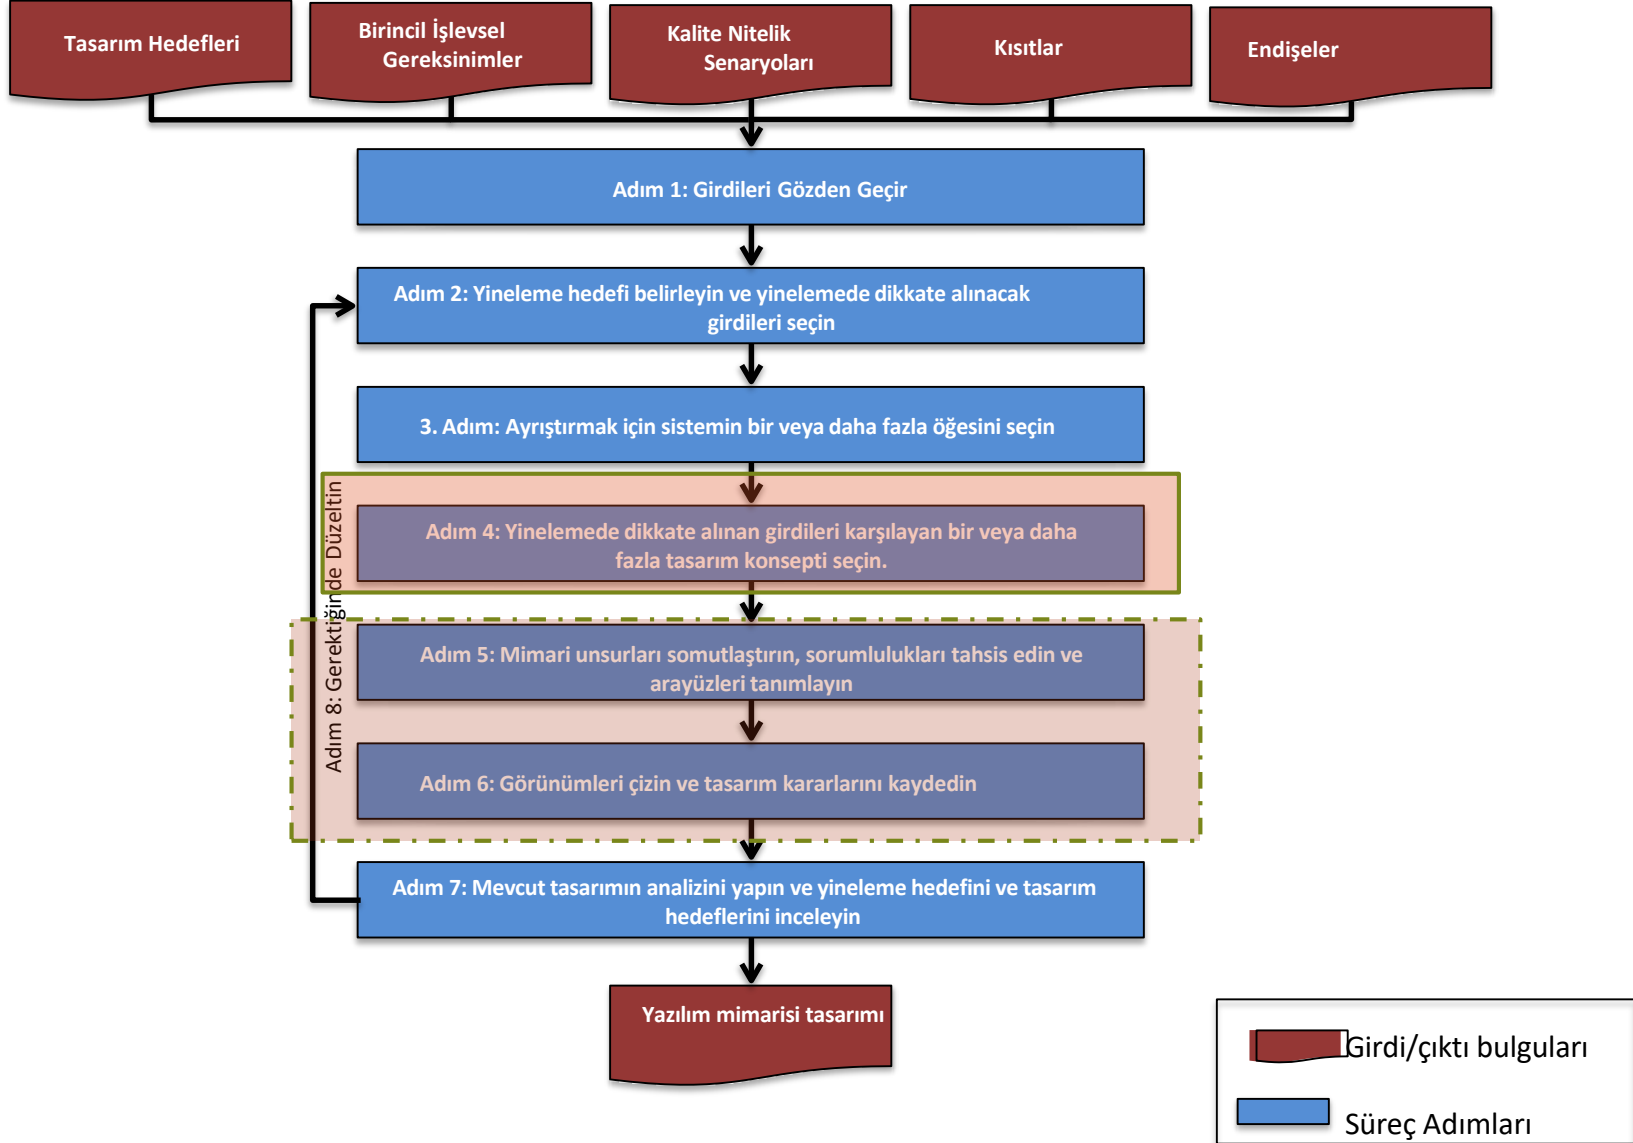 Tasarım Hedefleri
Birincil İşlevsel
Gereksinimler
Kalite Nitelik
Senaryoları
Kısıtlar
Endişeler
Adım 1: Girdileri Gözden Geçir
Adım 2: Yineleme hedefi belirleyin ve yinelemede dikkate alınacak
girdileri seçin
3. Adım: Ayrıştırmak için sistemin bir veya daha fazla öğesini seçin
Adım 4: Yinelemede dikkate alınan girdileri karşılayan bir veya daha
fazla tasarım konsepti seçin.
Adım 5: Mimari unsurları somutlaştırın, sorumlulukları tahsis edin ve
arayüzleri tanımlayın
Adım 6: Görünümleri çizin ve tasarım kararlarını kaydedin
Adım 7: Mevcut tasarımın analizini yapın ve yineleme hedefini ve tasarım
hedeflerini inceleyin
Adım 8: Gerektiğinde Düzeltin
Yazılım mimarisi tasarımı
Girdi/çıktı bulguları
Süreç Adımları